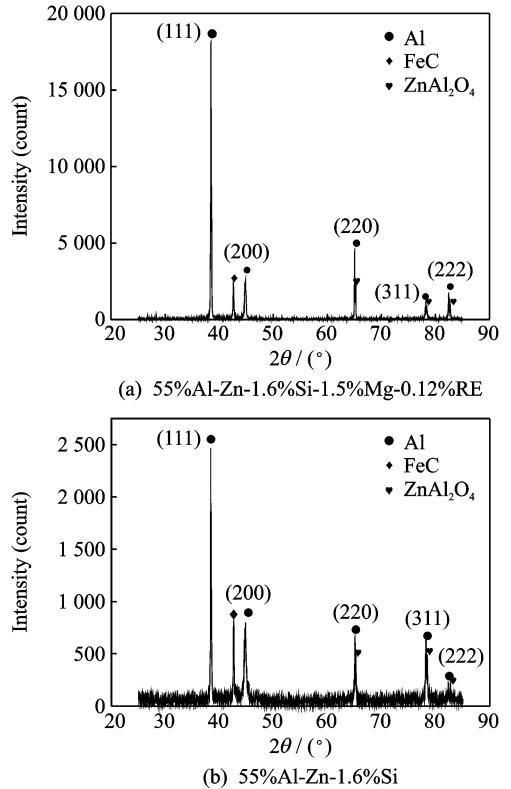 20 000
15 000
10 000
5 000
0
Intensity (count)
(111)
(200)
(220)
(311)
(222)
● Al
♦ FeC
♥ ZnAl₂O₄
20 30 40 50 60 70 80 90
2θ / (°)
(a) 55%Al-Zn-1.6%Si-1.5%Mg-0.12%RE
2 500
2 000
1 500
1 000
500
0
Intensity (count)
(111)
(200)
(220)
(311)
(222)
● Al
♦ FeC
♥ ZnAl₂O₄
20 30 40 50 60 70 80 90
2θ / (°)
(b) 55%Al-Zn-1.6%Si